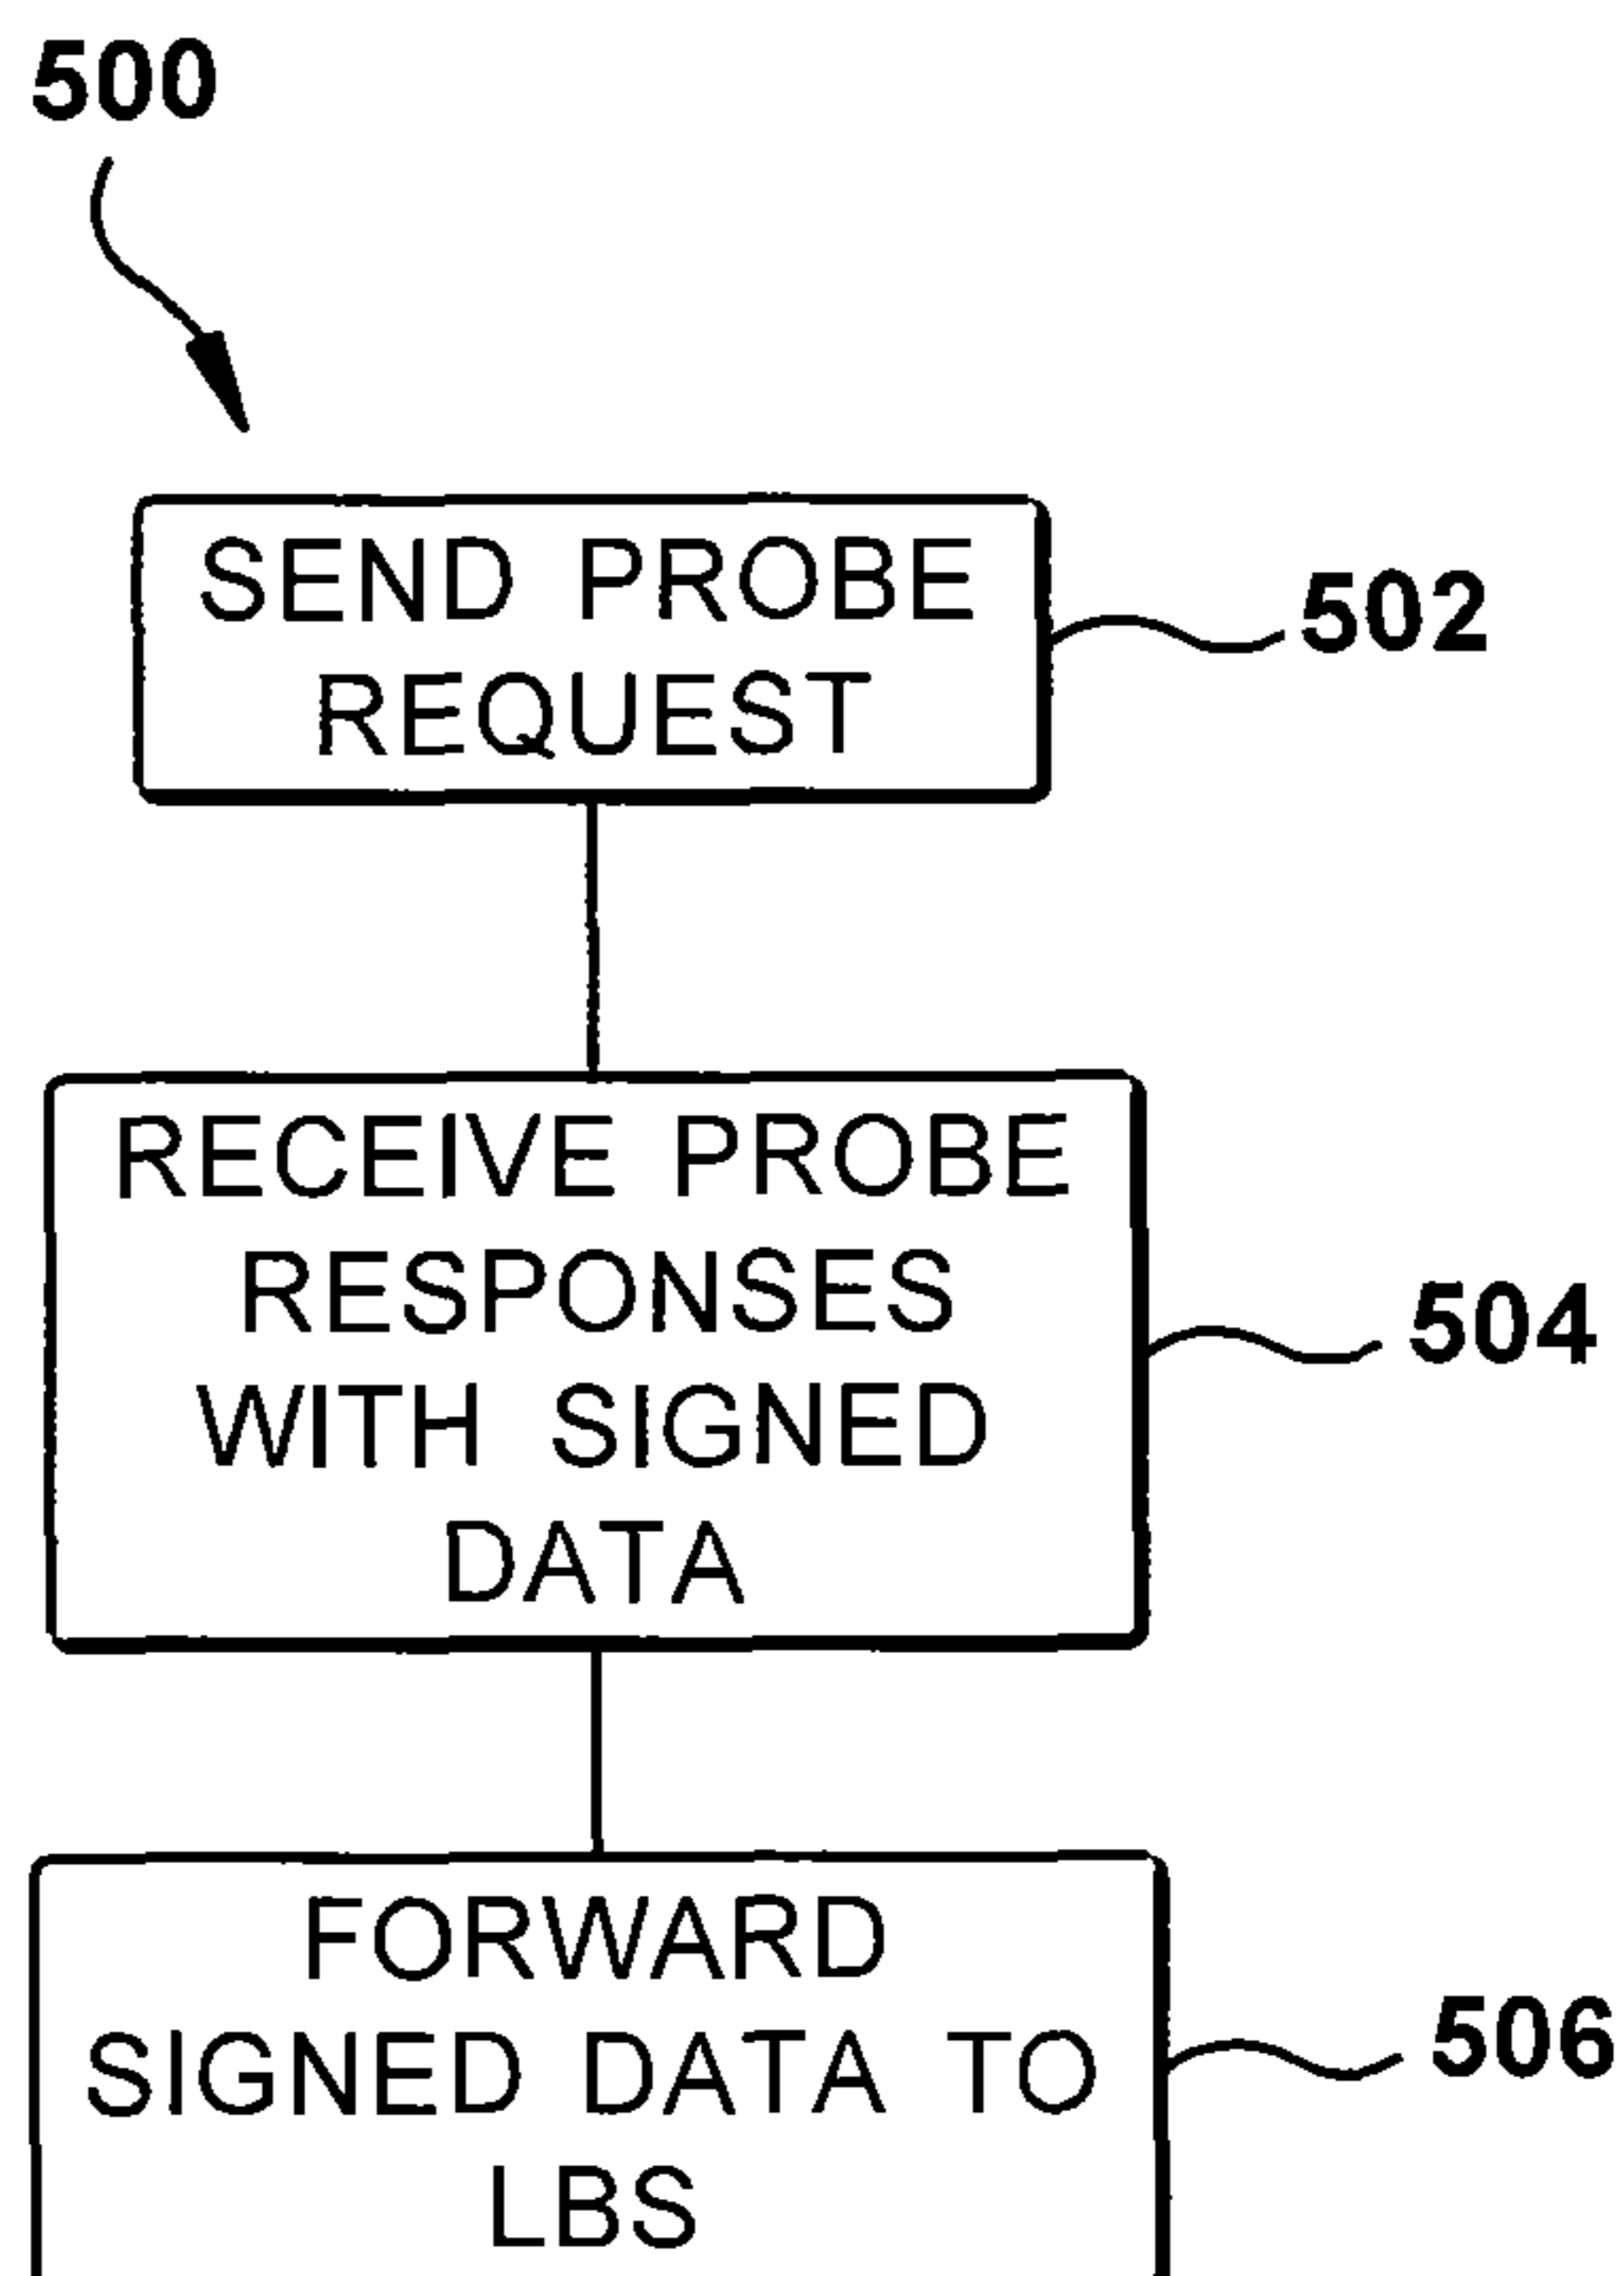 500
SEND PROBE
REQUEST
502
RECEIVE PROBE
RESPONSES
WITH SIGNED
DATA
504
FORWARD
SIGNED DATA TO
LBS
506